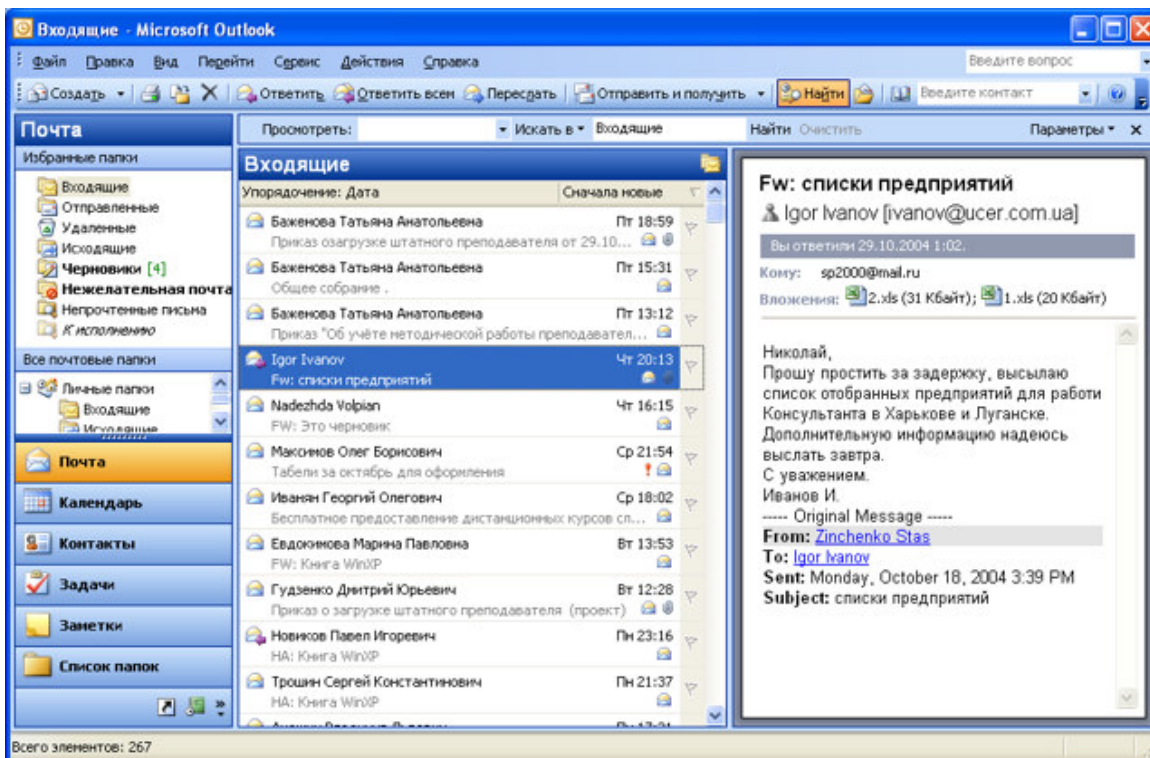 Входящие - Microsoft Outlook
Файл Правка Вид Перейти Сервис Действия Справка Введите вопрос
Создать Ответить Ответить всем Переслать Отправить и получить Найти Введите контакт
Почта
Просмотреть: Искать в Входящие Найти Очистить Параметры
Избранные папки
Входящие
Отправленные
Удаленные
Исходящие
Черновики [4]
Нежелательная почта
Непрочтенные письма
К исполнению
Все почтовые папки
Личные папки
Входящие
Исходящие
Почта
Календарь
Контакты
Задачи
Заметки
Список папок
Входящие
Упорядочение: Дата Сначала новые
Баженова Татьяна Анатольевна Пт 18:59
Приказ озагрузке штатного преподавателя от 29.10...
Баженова Татьяна Анатольевна Пт 15:31
Общее собрание .
Баженова Татьяна Анатольевна Пт 13:12
Приказ "Об учёте методической работы преподавател...
Igor Ivanov Чт 20:13
Fw: списки предприятий
Nadezhda Volpian Чт 16:15
FW: Это черновик
Максимов Олег Борисович Ср 21:54
Табели за октябрь для оформления
Иванян Георгий Олегович Ср 18:02
Бесплатное предоставление дистанционных курсов сл...
Евдокимова Марина Павловна Вт 13:53
FW: Книга WinXP
Гудзенко Дмитрий Юрьевич Вт 12:28
Приказ о загрузке штатного преподавателя (проект)
Новиков Павел Игоревич Пн 23:16
НА: Книга WinXP
Трошин Сергей Константинович Пн 21:37
НА: Книга WinXP
Fw: списки предприятий
Igor Ivanov [ivanov@ucer.com.ua]
Вы ответили 29.10.2004 1:02.
Кому: sp2000@mail.ru
Вложения: 2.xls (31 Кбайт); 1.xls (20 Кбайт)
Николай,
Прошу простить за задержку, высылаю
список отобранных предприятий для работи
Консультанта в Харькове и Луганске.
Дополнительную информацию надеюсь
выслать завтра.
С уважением.
Иванов И.
----- Original Message -----
From: Zinchenko Stas
To: Igor Ivanov
Sent: Monday, October 18, 2004 3:39 PM
Subject: списки предприятий
Всего элементов: 267